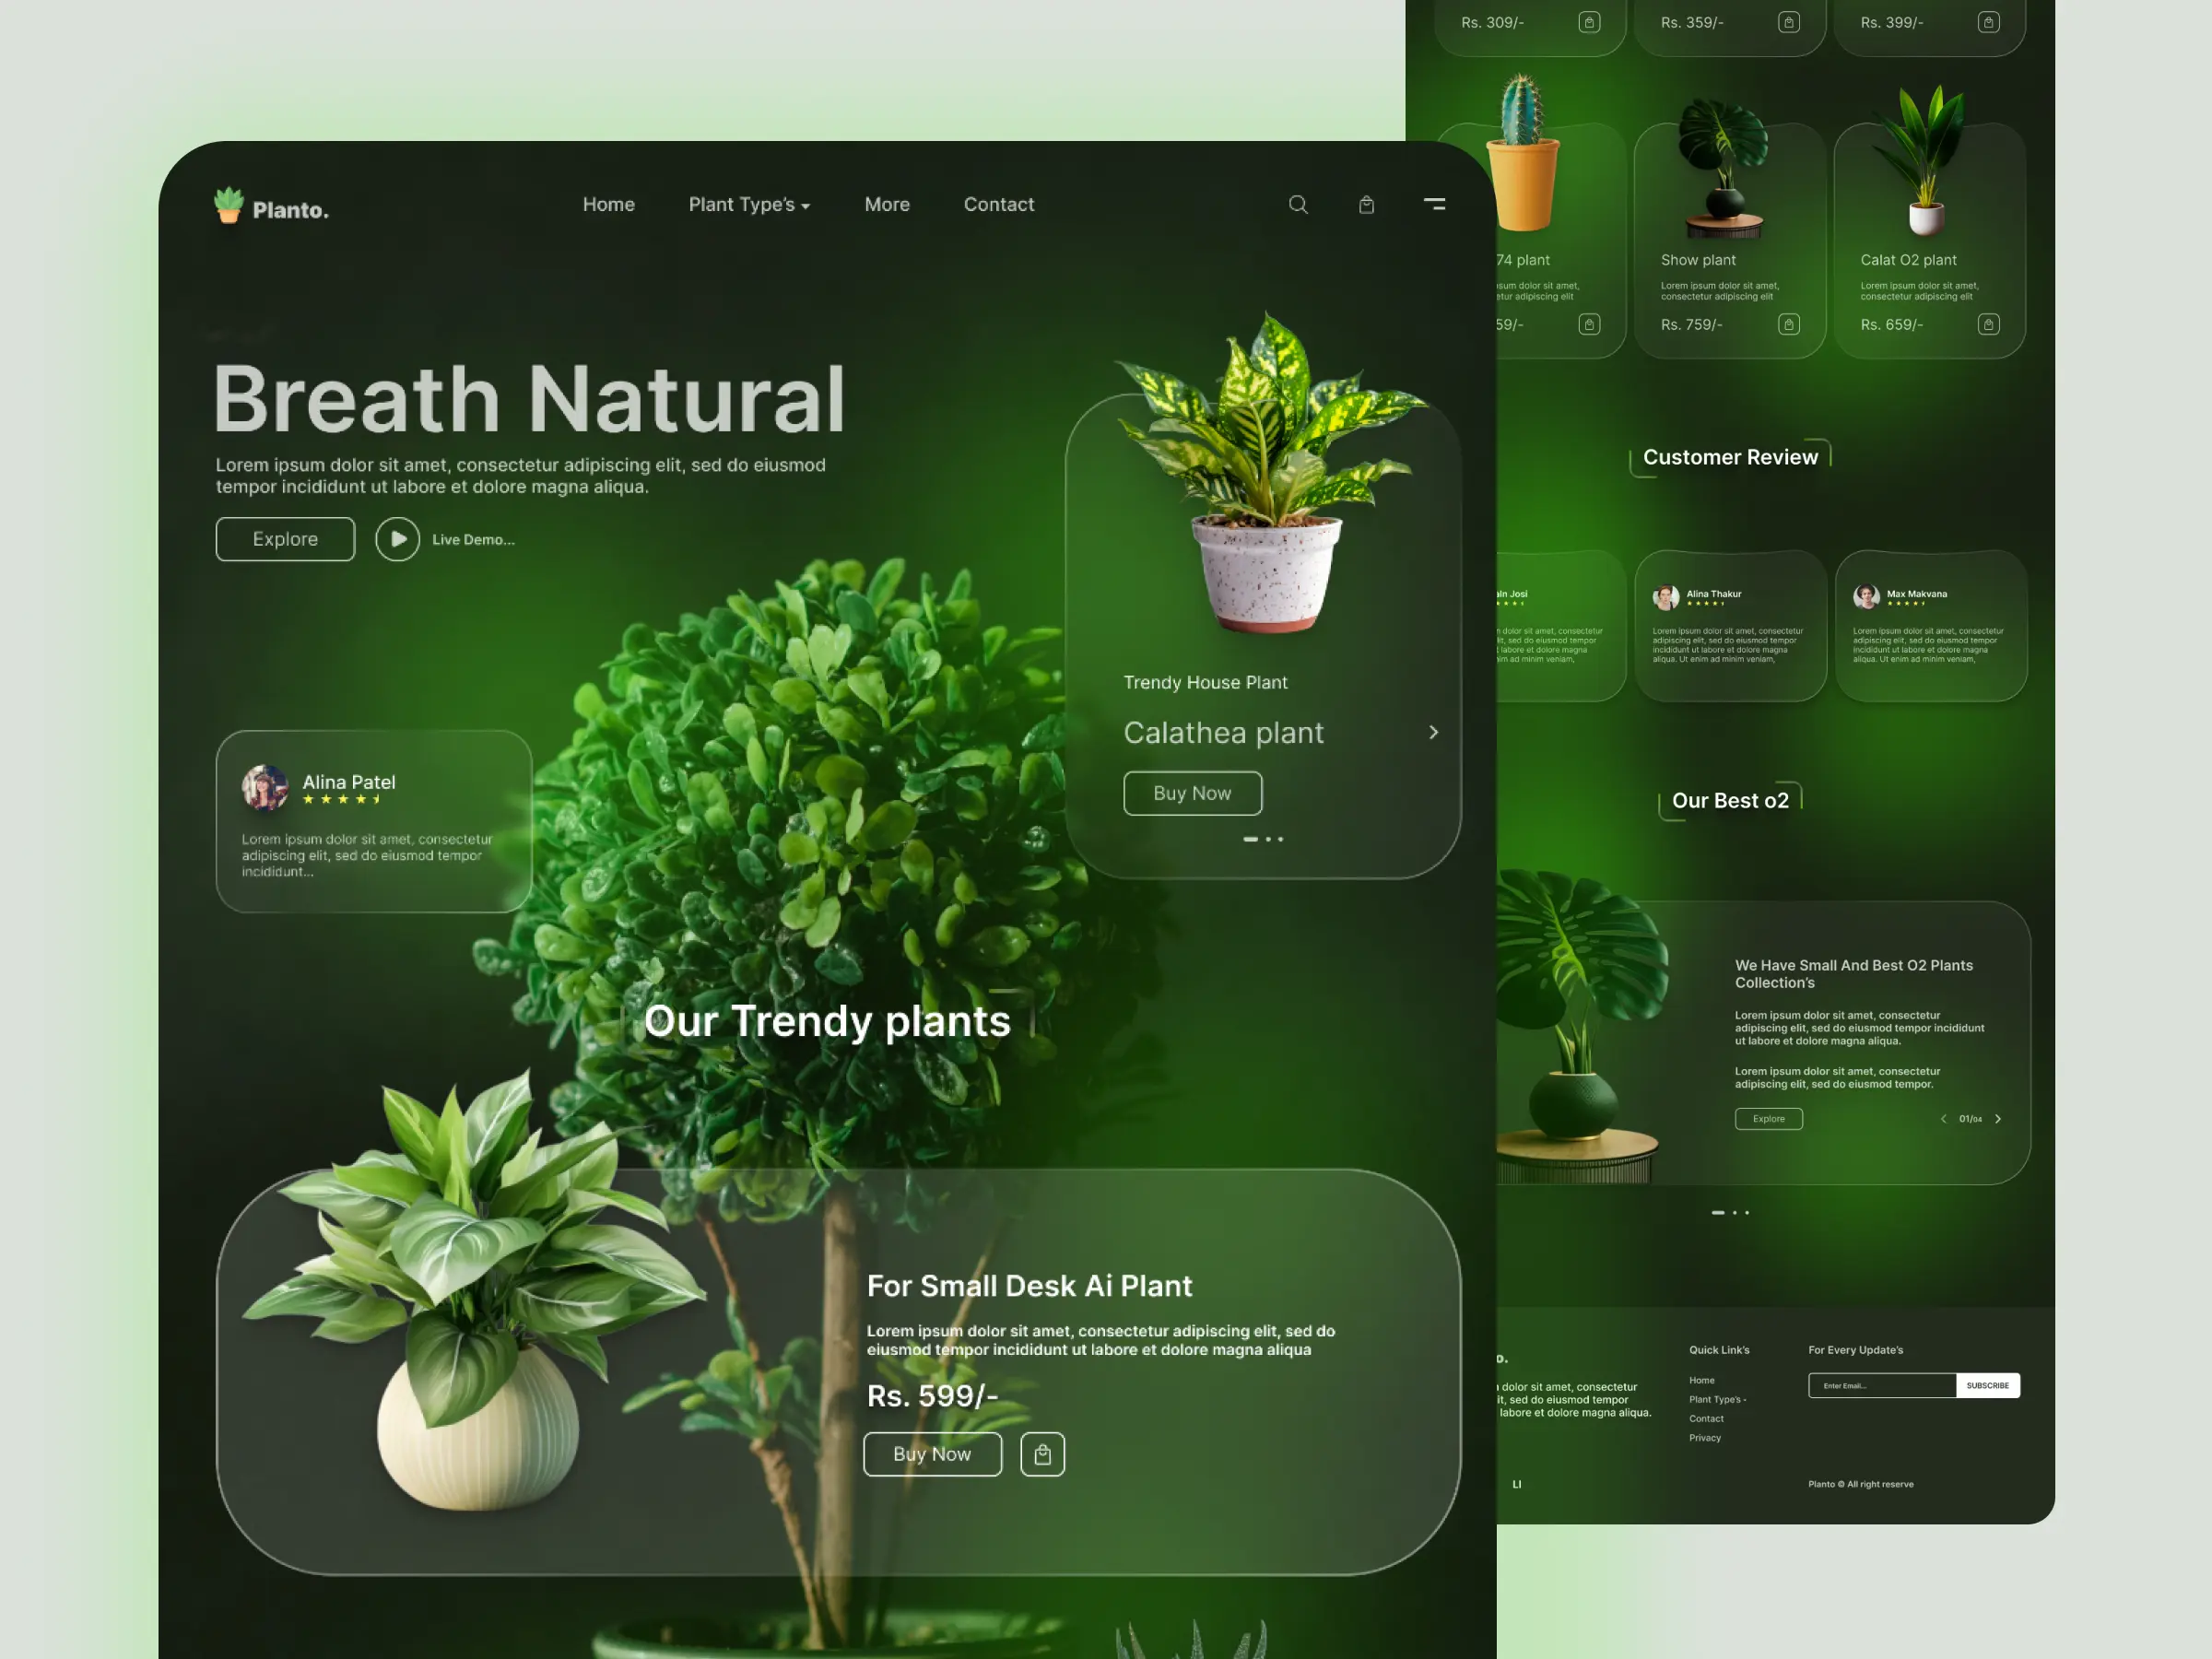 Planto.
Home
Plant Type's
More
Contact
Breath Natural
Lorem ipsum dolor sit amet, consectetur adipiscing elit, sed do eiusmod
tempor incididunt ut labore et dolore magna aliqua.
Explore
Live Demo...
Trendy House Plant
Calathea plant
Buy Now
Alina Patel
Lorem ipsum dolor sit amet, consectetur
adipiscing elit, sed do eiusmod tempor
incididunt...
Our Trendy plants
For Small Desk Ai Plant
Lorem ipsum dolor sit amet, consectetur adipiscing elit, sed do
eiusmod tempor incididunt ut labore et dolore magna aliqua
Rs. 599/-
Buy Now
Rs. 309/-
Rs. 359/-
Rs. 399/-
74 plant
dolor sit amet,
adipiscing elit
59/-
Show plant
Lorem ipsum dolor sit amet,
consectetur adipiscing elit
Rs. 759/-
Calat O2 plant
Lorem ipsum dolor sit amet,
consectetur adipiscing elit
Rs. 659/-
Customer Review
Josi
dolor sit amet, consectetur
sed do eiusmod tempor
labore et dolore magna
ad minim veniam,
Alina Thakur
Lorem ipsum dolor sit amet, consectetur
adipiscing elit, sed do eiusmod tempor
incididunt ut labore et dolore magna
aliqua. Ut enim ad minim veniam,
Max Makvana
Lorem ipsum dolor sit amet, consectetur
adipiscing elit, sed do eiusmod tempor
incididunt ut labore et dolore magna
aliqua. Ut enim ad minim veniam,
Our Best o2
We Have Small And Best O2 Plants
Collection's
Lorem ipsum dolor sit amet, consectetur
adipiscing elit, sed do eiusmod tempor incididunt
ut labore et dolore magna aliqua.
Lorem ipsum dolor sit amet, consectetur
adipiscing elit, sed do eiusmod tempor.
Explore
01/04
o.
dolor sit amet, consectetur
it, sed do eiusmod tempor
labore et dolore magna aliqua.
LI
Quick Link's
Home
Plant Type's -
Contact
Privacy
For Every Update's
Enter Email...
SUBSCRIBE
Planto © All right reserve